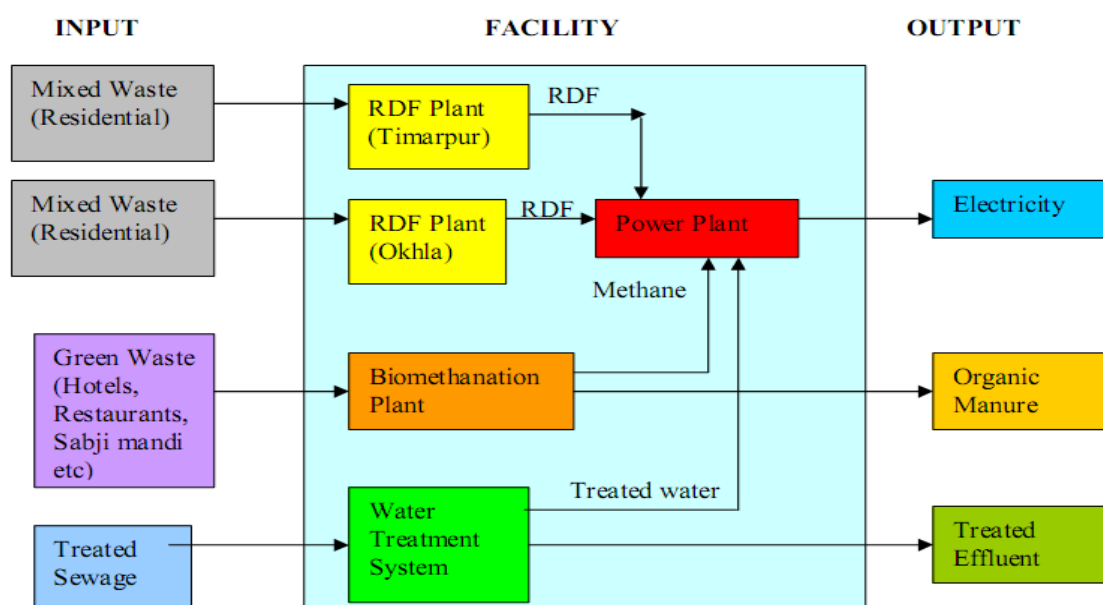 INPUT
FACILITY
OUTPUT
Mixed Waste
(Residential)
RDF Plant
(Timarpur)
RDF
Mixed Waste
(Residential)
RDF Plant
(Okhla)
RDF
Power Plant
Electricity
Methane
Green Waste
(Hotels,
Restaurants,
Sabji mandi
etc)
Biomethanation
Plant
Organic
Manure
Treated water
Treated
Sewage
Water
Treatment
System
Treated
Effluent